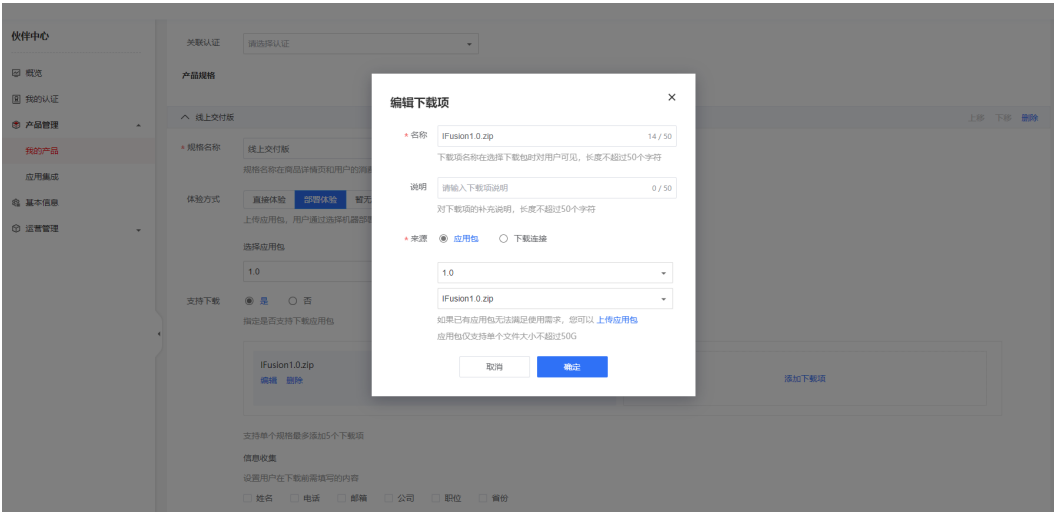 伙伴中心
关联认证
请选择认证
概览
产品规格
我的认证
产品管理
线上交付版
上移 下移 删除
我的产品
* 规格名称
线上交付版
规格名称在商品详情页和用户的消费
应用集成
基本信息
体验方式
直接体验 部署体验 暂无
上传应用包，用户通过选择机器部署
运营管理
选择应用包
1.0
支持下载
是 否
指定是否支持下载应用包
IFusion1.0.zip
编辑 删除
添加下载项
支持单个规格最多添加5个下载项
信息收集
设置用户在下载前需填写的内容
姓名 电话 邮箱 公司 职位 省份
编辑下载项
* 名称
IFusion1.0.zip
14 / 50
下载项名称在选择下载包时对用户可见，长度不超过50个字符
说明
请输入下载项说明
0 / 50
对下载项的补充说明，长度不超过50个字符
* 来源
应用包 下载连接
1.0
IFusion1.0.zip
如果已有应用包无法满足使用需求，您可以 上传应用包
应用包仅支持单个文件大小不超过50G
取消 确定